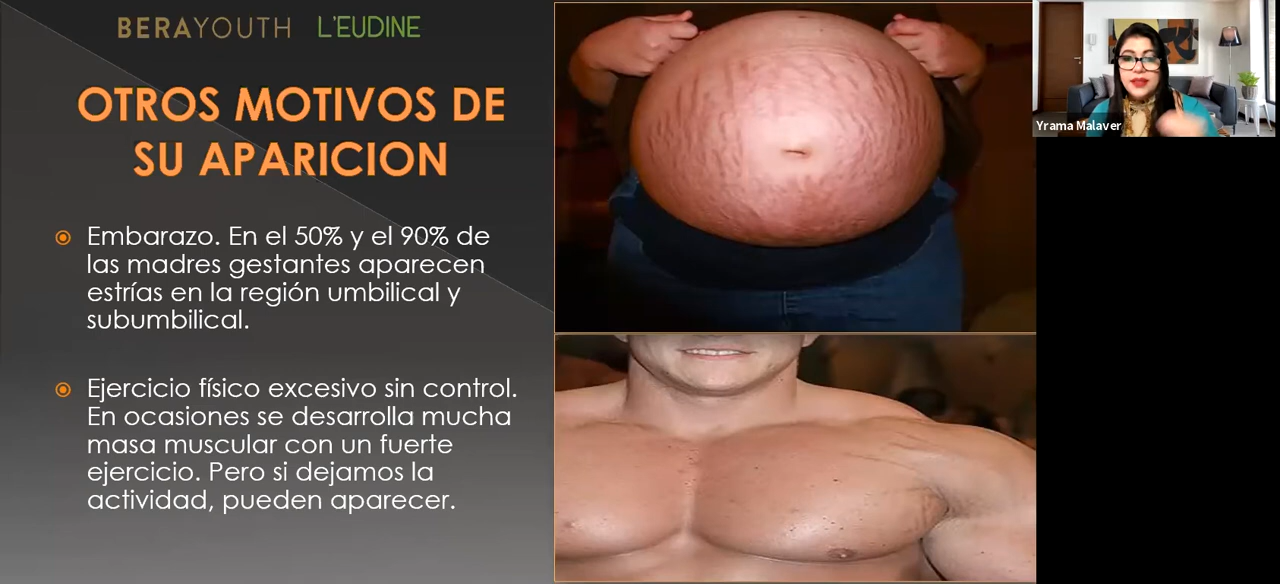 BERAYOUTH L'EUDINE
OTROS MOTIVOS DE
SU APARICION
Embarazo. En el 50% y el 90% de
las madres gestantes aparecen
estrías en la región umbilical y
subumbilical.
Ejercicio físico excesivo sin control.
En ocasiones se desarrolla mucha
masa muscular con un fuerte
ejercicio. Pero si dejamos la
actividad, pueden aparecer.
Yrama Malaver